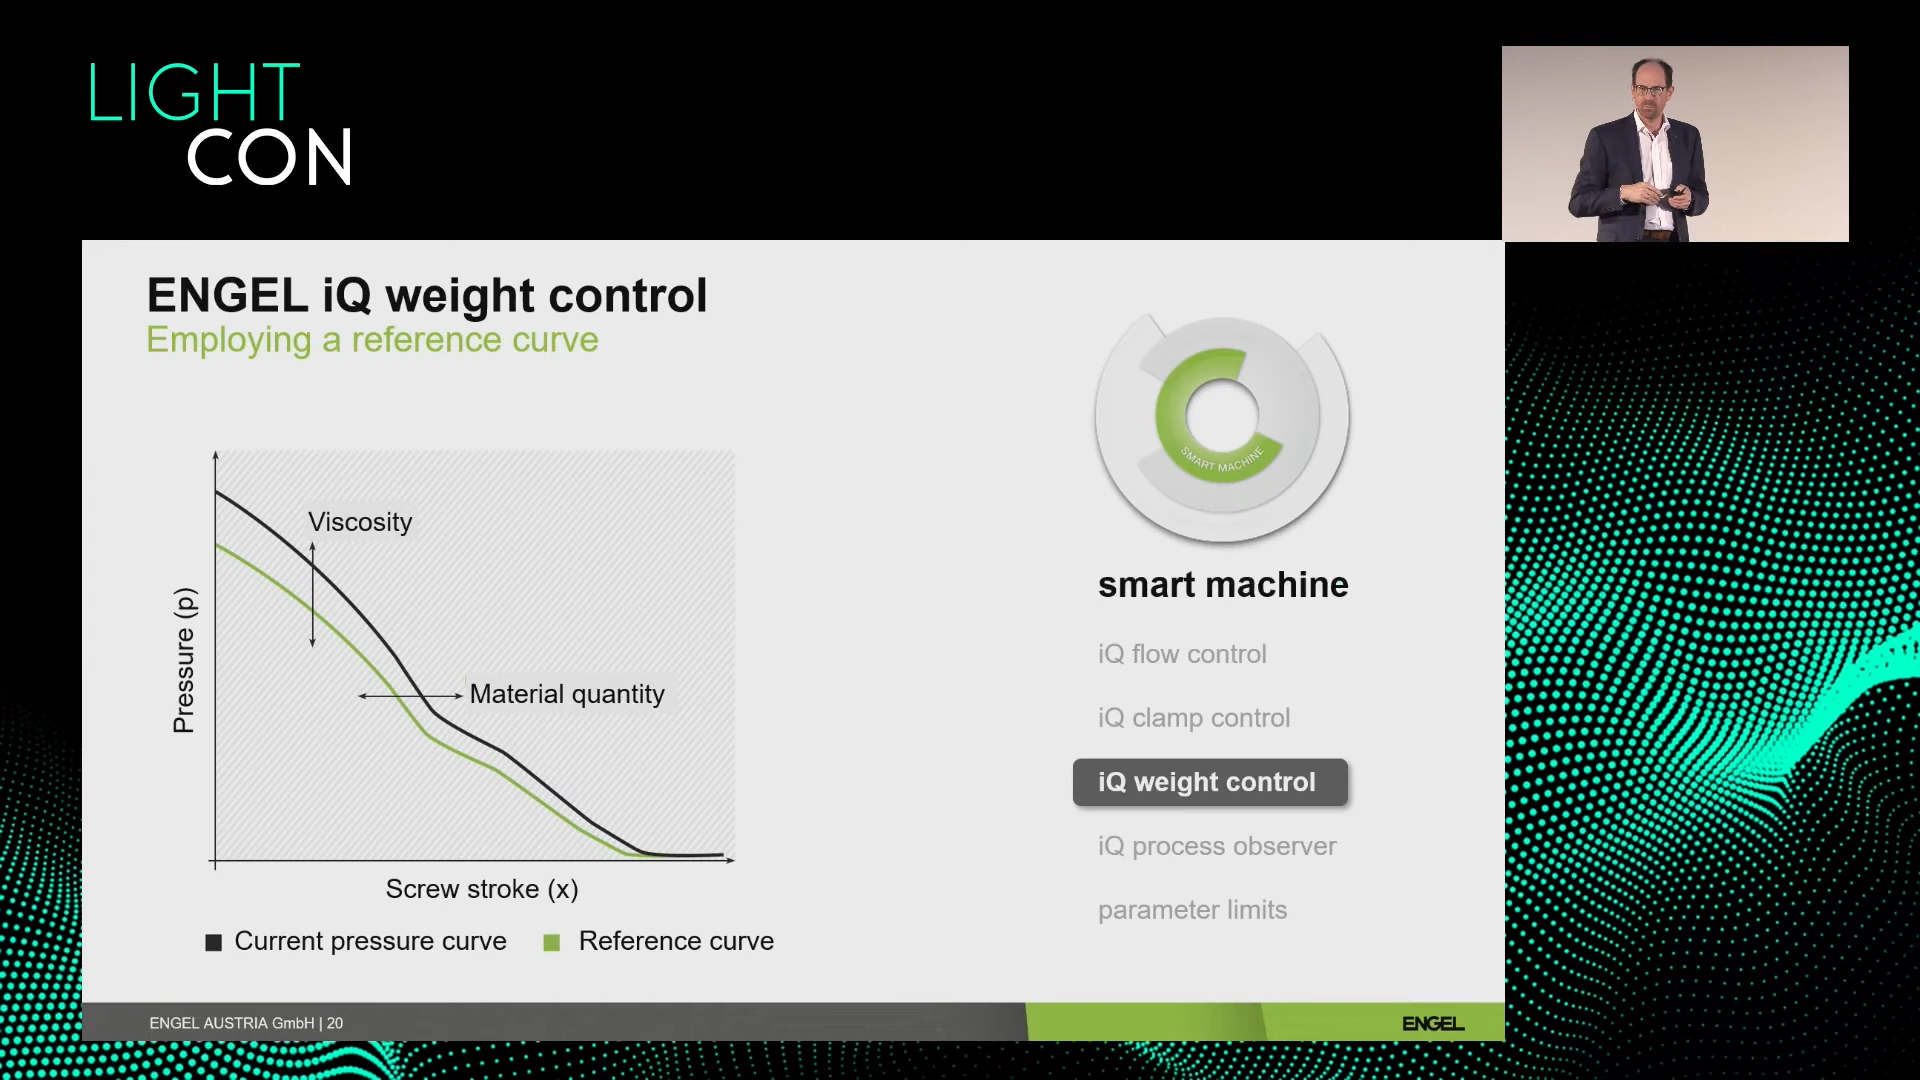 LIGHT
CON
ENGEL iQ weight control
Employing a reference curve
SMART MACHINE
Viscosity
Material quantity
Pressure (p)
Screw stroke (x)
Current pressure curve
Reference curve
smart machine
iQ flow control
iQ clamp control
iQ weight control
iQ process observer
parameter limits
ENGEL AUSTRIA GmbH | 20
ENGEL